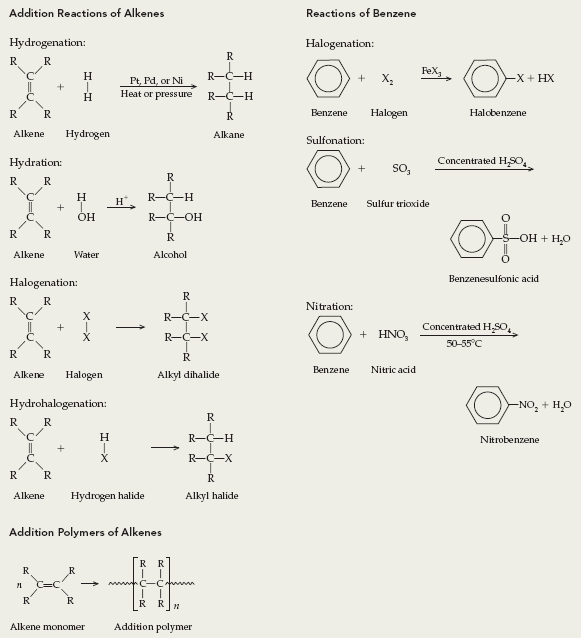 Addition Reactions of Alkenes
Hydrogenation:
R R
C H
+
C H
R R
Pt, Pd, or Ni
Heat or pressure
R
R—C—H
R—C—H
R
Alkene Hydrogen Alkane
Hydration:
R R
C H
+
C OH
R R
H+
R
R—C—H
R—C—OH
R
Alkene Water Alcohol
Halogenation:
R R
C X
+
C X
R R
R
R—C—X
R—C—X
R
Alkene Halogen Alkyl dihalide
Hydrohalogenation:
R R
C H
+
C X
R R
R
R—C—H
R—C—X
R
Alkene Hydrogen halide Alkyl halide
Addition Polymers of Alkenes
R R
n C=C
R R
R R
C—C
R R
n
Alkene monomer Addition polymer
Reactions of Benzene
Halogenation:
+ X2 FeX3 —X + HX
Benzene Halogen Halobenzene
Sulfonation:
+ SO3 Concentrated H2SO4
Benzene Sulfur trioxide
O
—S—OH + H2O
O
Benzenesulfonic acid
Nitration:
+ HNO3 Concentrated H2SO4
50–55°C
Benzene Nitric acid
—NO2 + H2O
Nitrobenzene